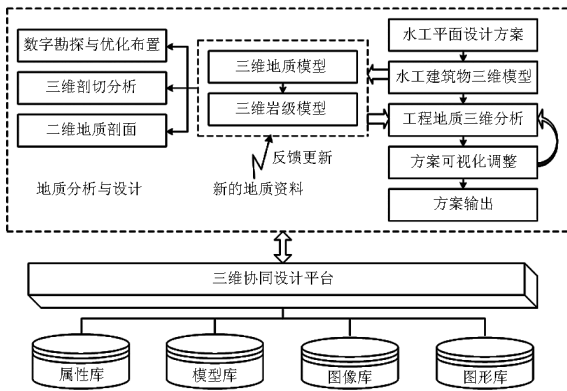 数字勘探与优化布置
三维剖切分析
二维地质剖面
地质分析与设计
三维地质模型
三维岩级模型
反馈更新
新的地质资料
水工平面设计方案
水工建筑物三维模型
工程地质三维分析
方案可视化调整
方案输出
三维协同设计平台
属性库
模型库
图像库
图形库